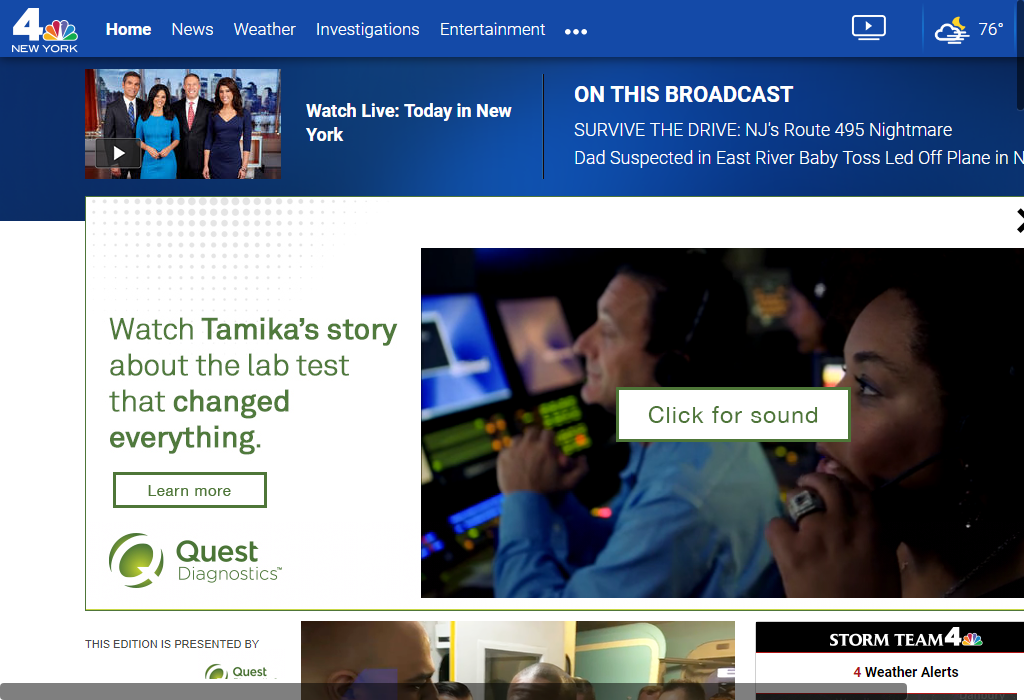 4
NEW YORK
Home News Weather Investigations Entertainment •••
76°
Watch Live: Today in New
York
ON THIS BROADCAST
SURVIVE THE DRIVE: NJ's Route 495 Nightmare
Dad Suspected in East River Baby Toss Led Off Plane in N
Watch Tamika's story
about the lab test
that changed
everything.
Learn more
Quest
Diagnostics™
Click for sound
THIS EDITION IS PRESENTED BY
Quest
STORM TEAM 4
4 Weather Alerts